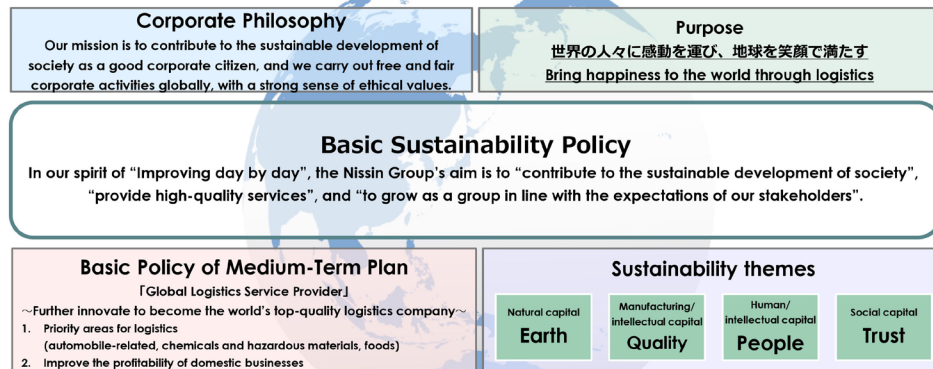 Corporate Philosophy
Our mission is to contribute to the sustainable development of
society as a good corporate citizen, and we carry out free and fair
corporate activities globally, with a strong sense of ethical values.
Purpose
世界の人々に感動を運び、地球を笑顔で満たす
Bring happiness to the world through logistics
Basic Sustainability Policy
In our spirit of “Improving day by day”, the Nissin Group’s aim is to “contribute to the sustainable development of society”,
“provide high-quality services”, and “to grow as a group in line with the expectations of our stakeholders”.
Basic Policy of Medium-Term Plan
「Global Logistics Service Provider」
～Further innovate to become the world’s top-quality logistics company～
1. Priority areas for logistics
(automobile-related, chemicals and hazardous materials, foods)
2. Improve the profitability of domestic businesses
Sustainability themes
Natural capital
Earth
Manufacturing/
intellectual capital
Quality
Human/
intellectual capital
People
Social capital
Trust